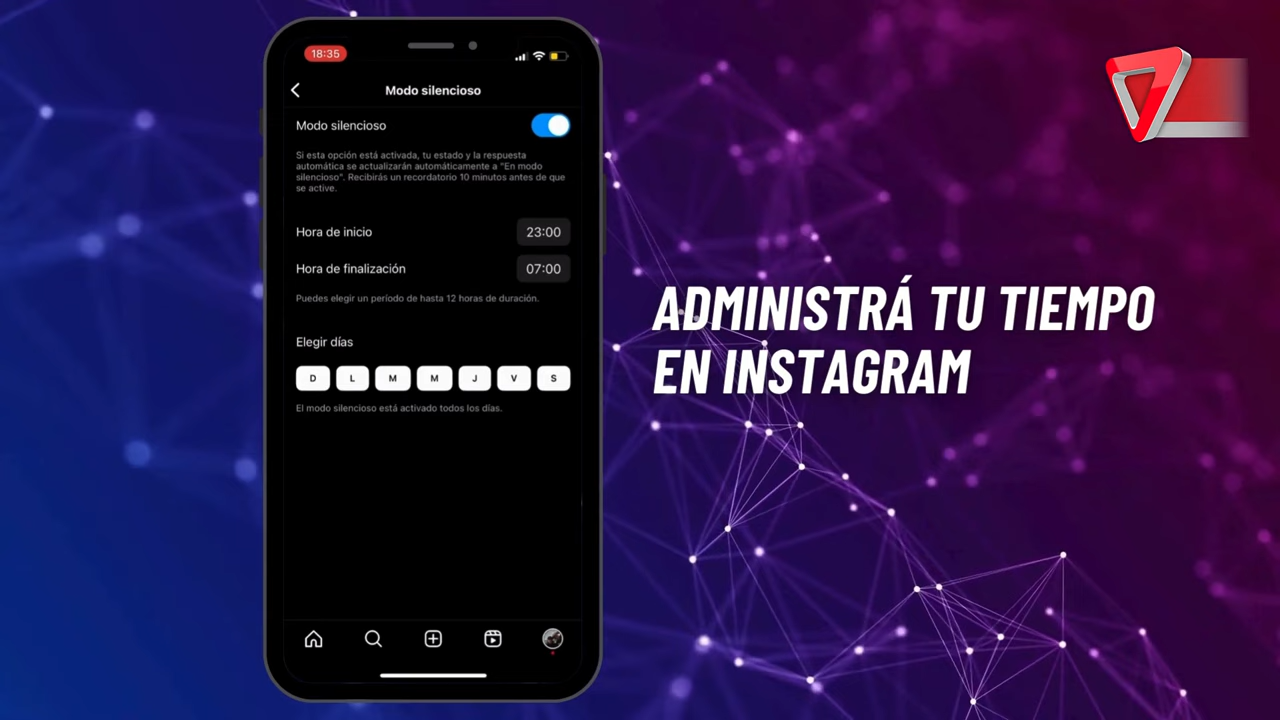 18:35
Modo silencioso
Modo silencioso
Si esta opción está activada, tu estado y la respuesta
automática se actualizarán automáticamente a "En modo
silencioso". Recibirás un recordatorio 10 minutos antes de que
se active.
Hora de inicio 23:00
Hora de finalización 07:00
Puedes elegir un período de hasta 12 horas de duración.
Elegir días
D L M M J V S
El modo silencioso está activado todos los días.
ADMINISTRÁ TU TIEMPO
EN INSTAGRAM